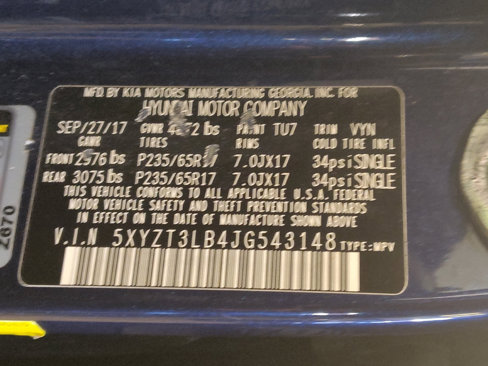 MFD BY KIA MOTORS MANUFACTURING GEORGIA. INC. FOR
HYUNDAI MOTOR COMPANY
SEP/27/17 GVWR lbs PAINT TU7 TRIM VYN
GAWR TIRES RIMS COLD TIRE INFL
FRONT 2976 lbs P235/65R17 7.0JX17 34psi SINGLE
REAR 3075 lbs P235/65R17 7.0JX17 34psi SINGLE
THIS VEHICLE CONFORMS TO ALL APPLICABLE U.S.A. FEDERAL
MOTOR VEHICLE SAFETY AND THEFT PREVENTION STANDARDS
IN EFFECT ON THE DATE OF MANUFACTURE SHOWN ABOVE
V.I.N 5XYZT3LB4JG543148 TYPE:MPV
Z670